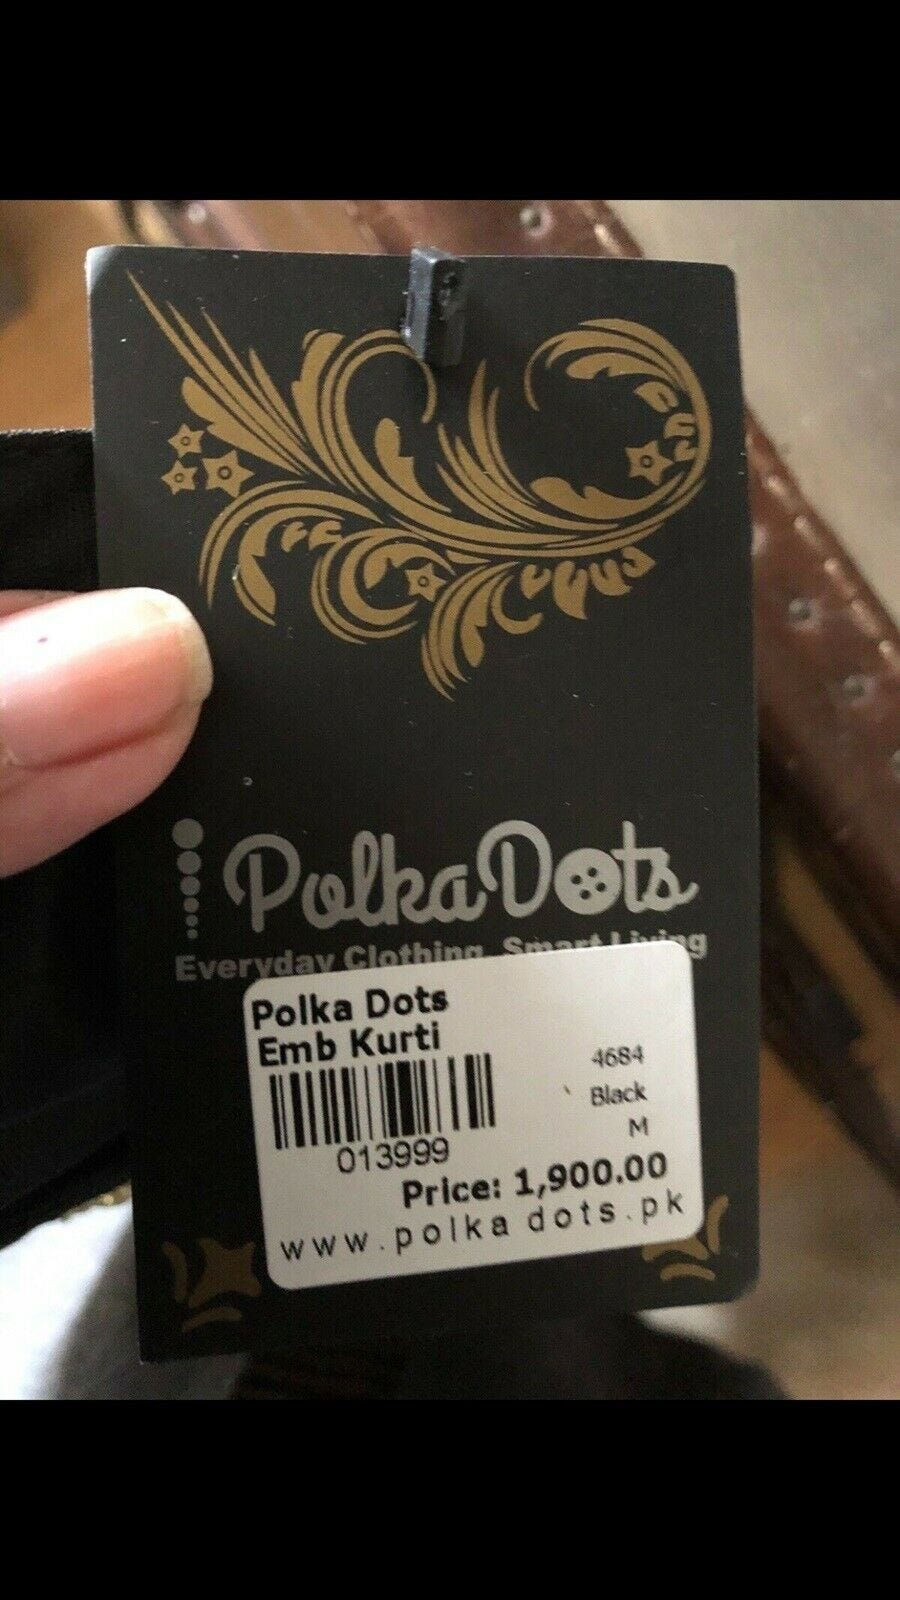 PolkaDots
Everyday Clothing, Smart Living
Polka Dots
Emb Kurti
4684
Black
M
013999
Price: 1,900.00
www.polka dots.pk